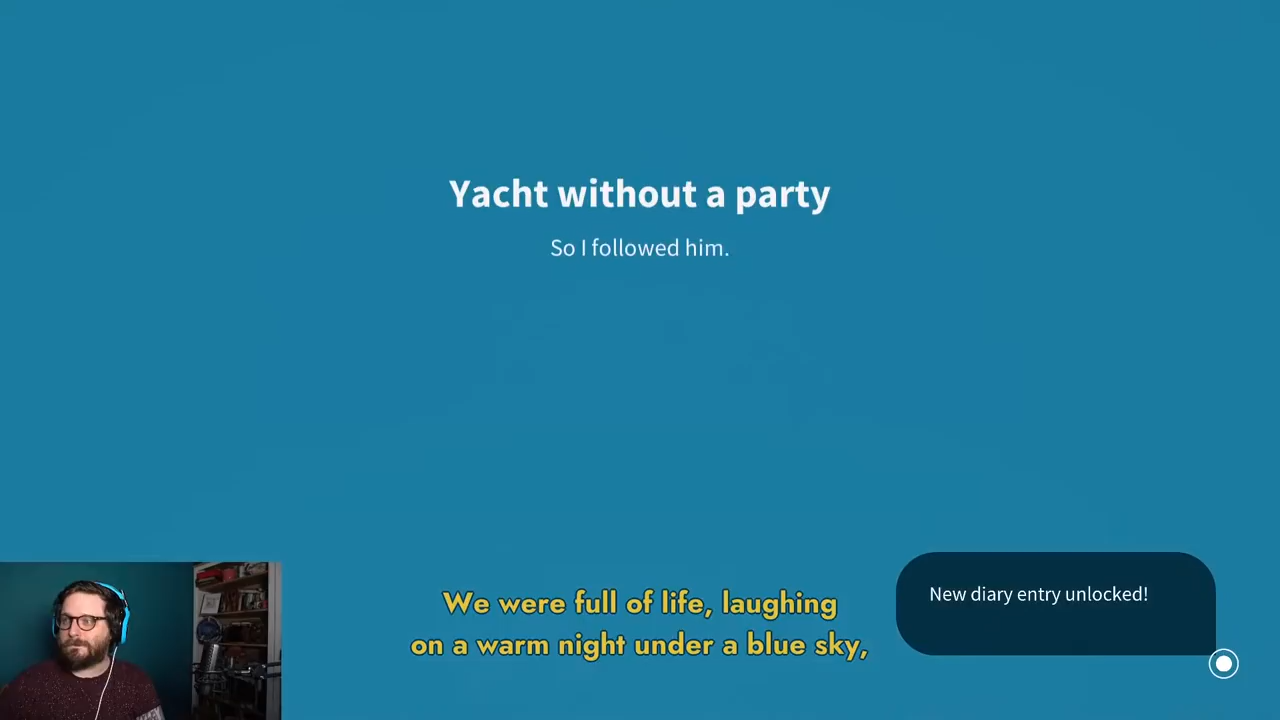 Yacht without a party
So I followed him.
We were full of life, laughing
on a warm night under a blue sky,
New diary entry unlocked!